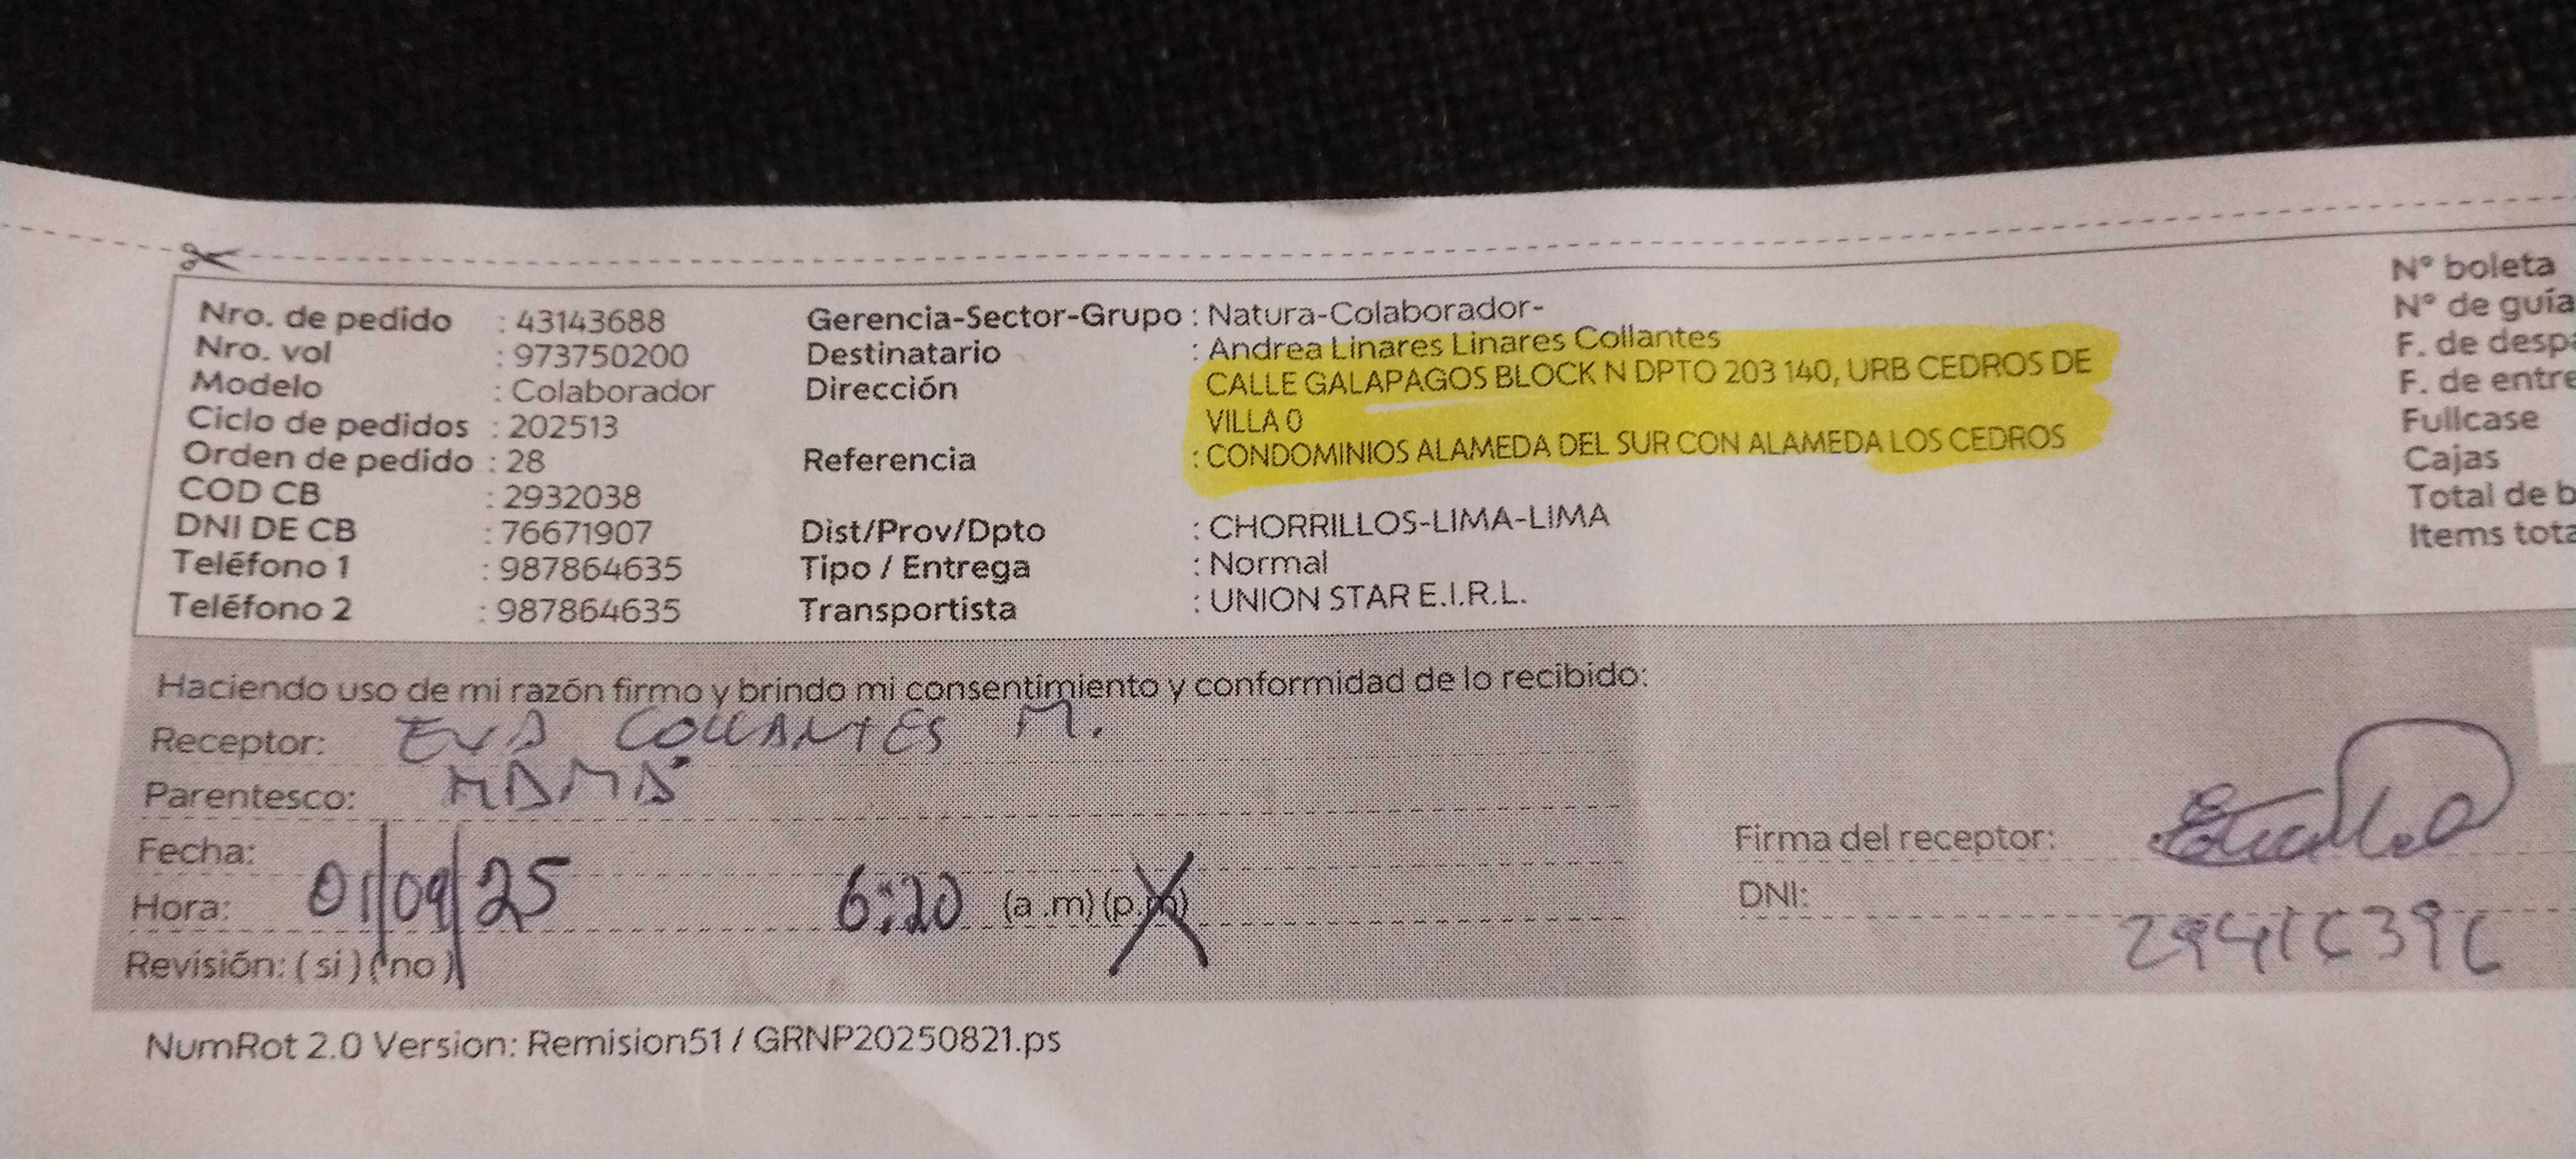 Nro. de pedido : 43143688 Gerencia-Sector-Grupo : Natura-Colaborador- N° boleta
Nro. vol : 973750200 Destinatario : Andrea Linares Linares Collantes N° de guía
Modelo : Colaborador Dirección CALLE GALAPAGOS BLOCK N DPTO 203 140, URB CEDROS DE F. de desp
Ciclo de pedidos : 202513 VILLA 0 F. de entre
Orden de pedido : 28 Referencia : CONDOMINIOS ALAMEDA DEL SUR CON ALAMEDA LOS CEDROS Fullcase
COD CB : 2932038 Cajas
DNI DE CB : 76671907 Dist/Prov/Dpto : CHORRILLOS-LIMA-LIMA Total de b
Teléfono 1 : 987864635 Tipo / Entrega : Normal Items tota
Teléfono 2 : 987864635 Transportista : UNION STAR E.I.R.L.
Haciendo uso de mi razón firmo y brindo mi consentimiento y conformidad de lo recibido:
Receptor: EVA COLLANTES M.
Parentesco: MAMÁ
Fecha: 01/09/25 Firma del receptor:
Hora: 6:20 (a .m) (p.m) DNI:
Revisión: ( si ) ( no )
NumRot 2.0 Version: Remision51 / GRNP20250821.ps